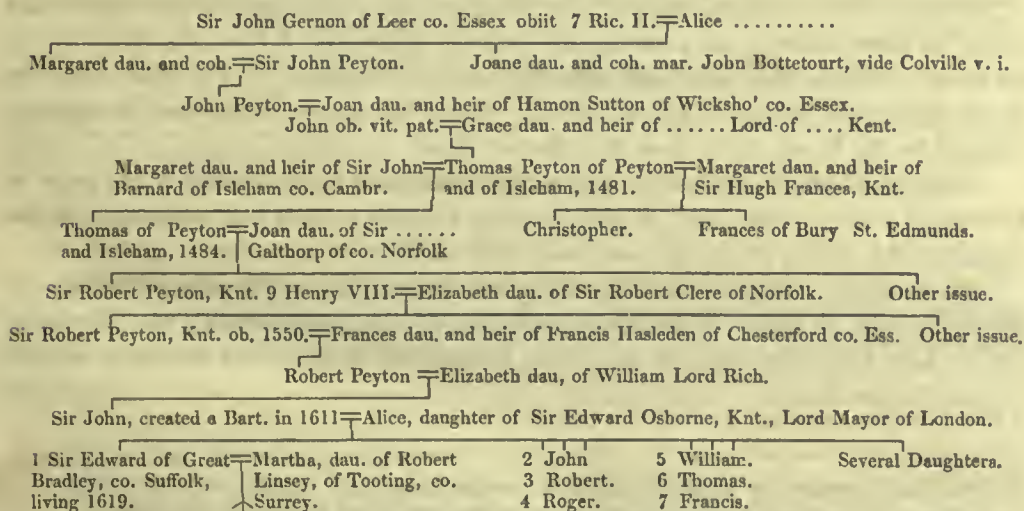 Sir John Gernon of Leer co. Essex obiit 7 Ric. II.=Alice ..........
Margaret dau. and coh.=Sir John Peyton. Joane dau. and coh. mar. John Bottetourt, vide Colville v. i.
John Peyton.=Joan dau. and heir of Hamon Sutton of Wicksho' co. Essex.
John ob. vit. pat.=Grace dau. and heir of ...... Lord of .... Kent.
Margaret dau. and heir of Sir John=Thomas Peyton of Peyton=Margaret dau. and heir of
Barnard of Isleham co. Cambr. and of Isleham, 1481. Sir Hugh Frances, Knt.
Thomas of Peyton=Joan dau. of Sir ...... Christopher. Frances of Bury St. Edmunds.
and Isleham, 1484. Galthorp of co. Norfolk
Sir Robert Peyton, Knt. 9 Henry VIII.=Elizabeth dau. of Sir Robert Clere of Norfolk. Other issue.
Sir Robert Peyton, Knt. ob. 1550.=Frances dau. and heir of Francis Hasleden of Chesterford co. Ess. Other issue.
Robert Peyton=Elizabeth dau, of William Lord Rich.
Sir John, created a Bart. in 1611=Alice, daughter of Sir Edward Osborne, Knt., Lord Mayor of London.
1 Sir Edward of Great=Martha, dau. of Robert 2 John 5 William. Several Daughters.
Bradley, co. Suffolk, Linsey, of Tooting, co. 3 Robert. 6 Thomas.
living 1619. Surrey. 4 Roger. 7 Francis.